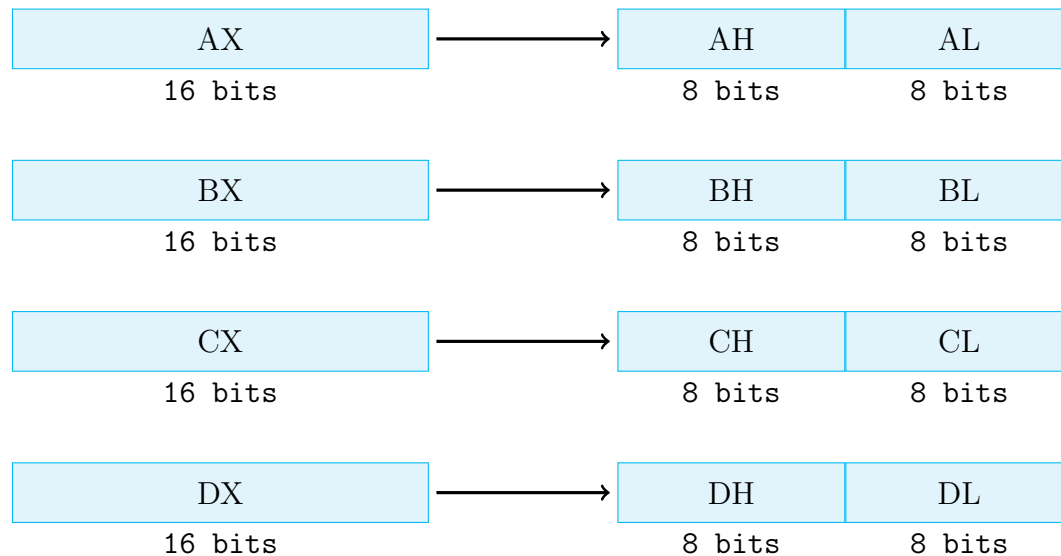 AX AH AL
16 bits 8 bits 8 bits
BX BH BL
16 bits 8 bits 8 bits
CX CH CL
16 bits 8 bits 8 bits
DX DH DL
16 bits 8 bits 8 bits